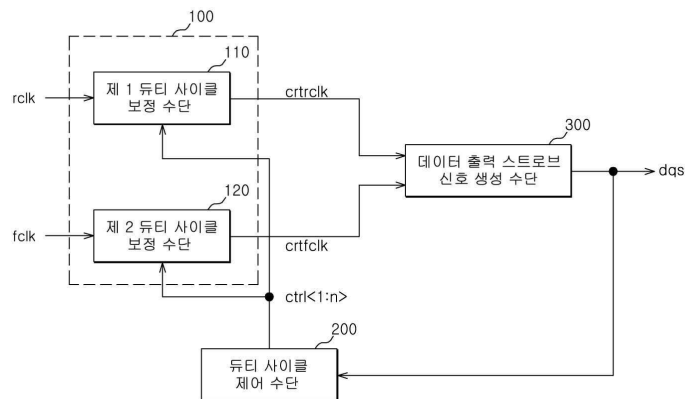 100
110
rclk
제 1 듀티 사이클
보정 수단
crtrclk
300
데이터 출력 스트로브
신호 생성 수단
dqs
120
fclk
제 2 듀티 사이클
보정 수단
crtfclk
ctrl<1:n>
200
듀티 사이클
제어 수단